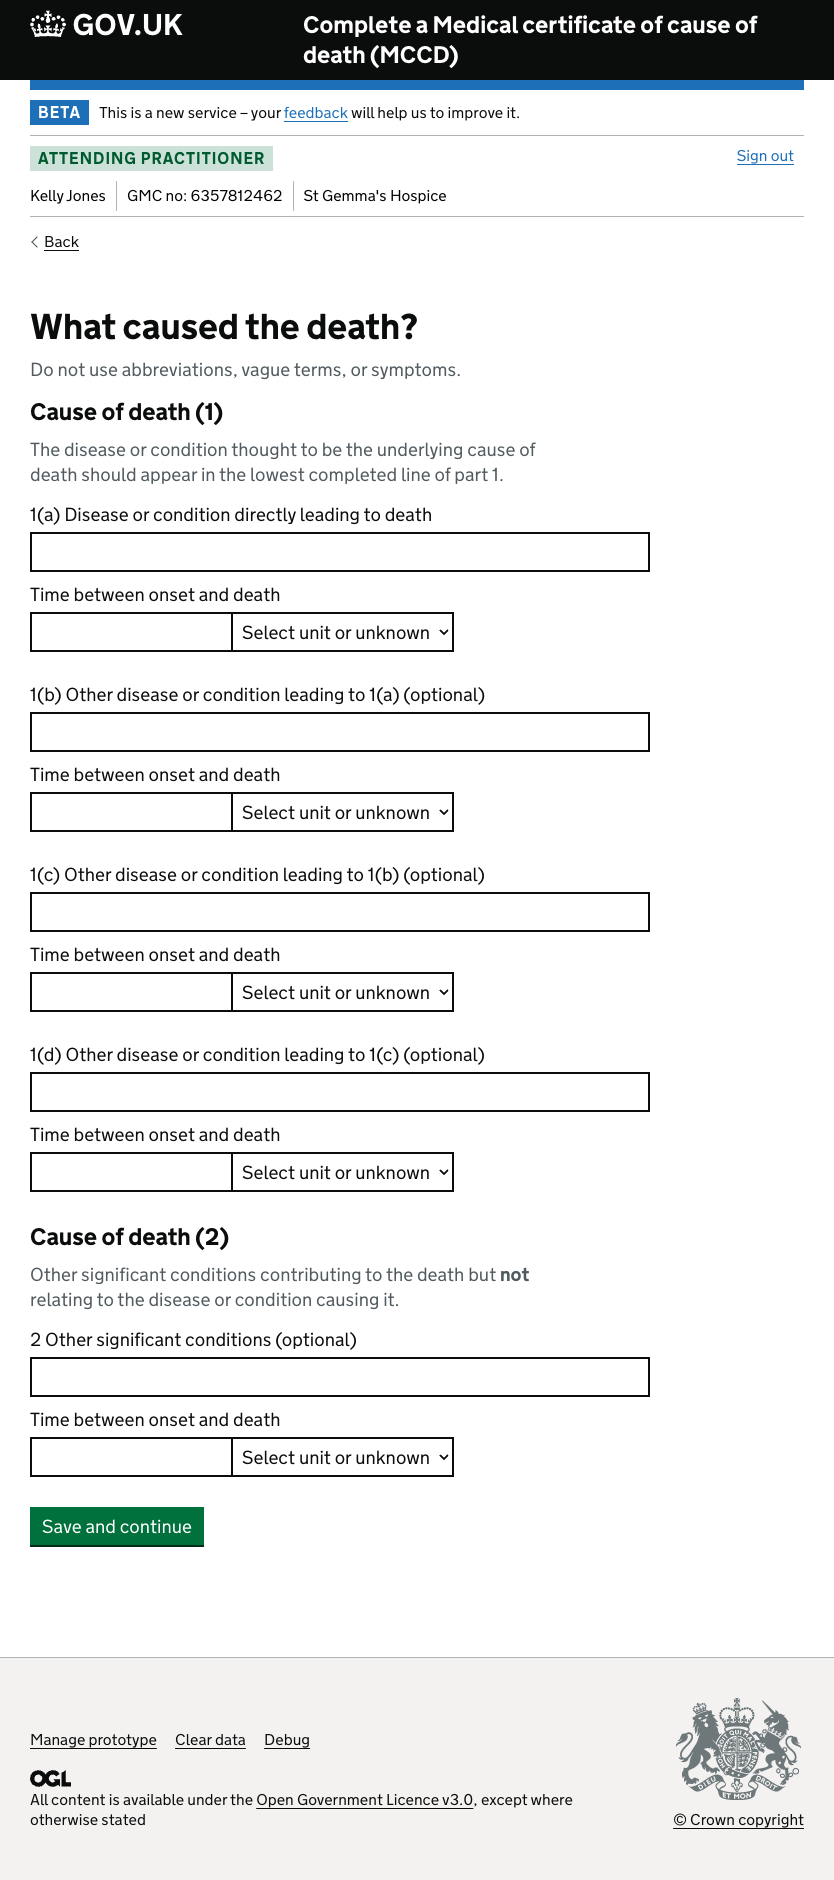 GOV.UK
Complete a Medical certificate of cause of
death (MCCD)
BETA This is a new service – your feedback will help us to improve it.
ATTENDING PRACTITIONER
Sign out
Kelly Jones GMC no: 6357812462 St Gemma's Hospice
Back
What caused the death?
Do not use abbreviations, vague terms, or symptoms.
Cause of death (1)
The disease or condition thought to be the underlying cause of
death should appear in the lowest completed line of part 1.
1(a) Disease or condition directly leading to death
Time between onset and death
Select unit or unknown
1(b) Other disease or condition leading to 1(a) (optional)
Time between onset and death
Select unit or unknown
1(c) Other disease or condition leading to 1(b) (optional)
Time between onset and death
Select unit or unknown
1(d) Other disease or condition leading to 1(c) (optional)
Time between onset and death
Select unit or unknown
Cause of death (2)
Other significant conditions contributing to the death but not
relating to the disease or condition causing it.
2 Other significant conditions (optional)
Time between onset and death
Select unit or unknown
Save and continue
Manage prototype Clear data Debug
OGL
All content is available under the Open Government Licence v3.0, except where
otherwise stated
DIEU ET MON DROIT
© Crown copyright